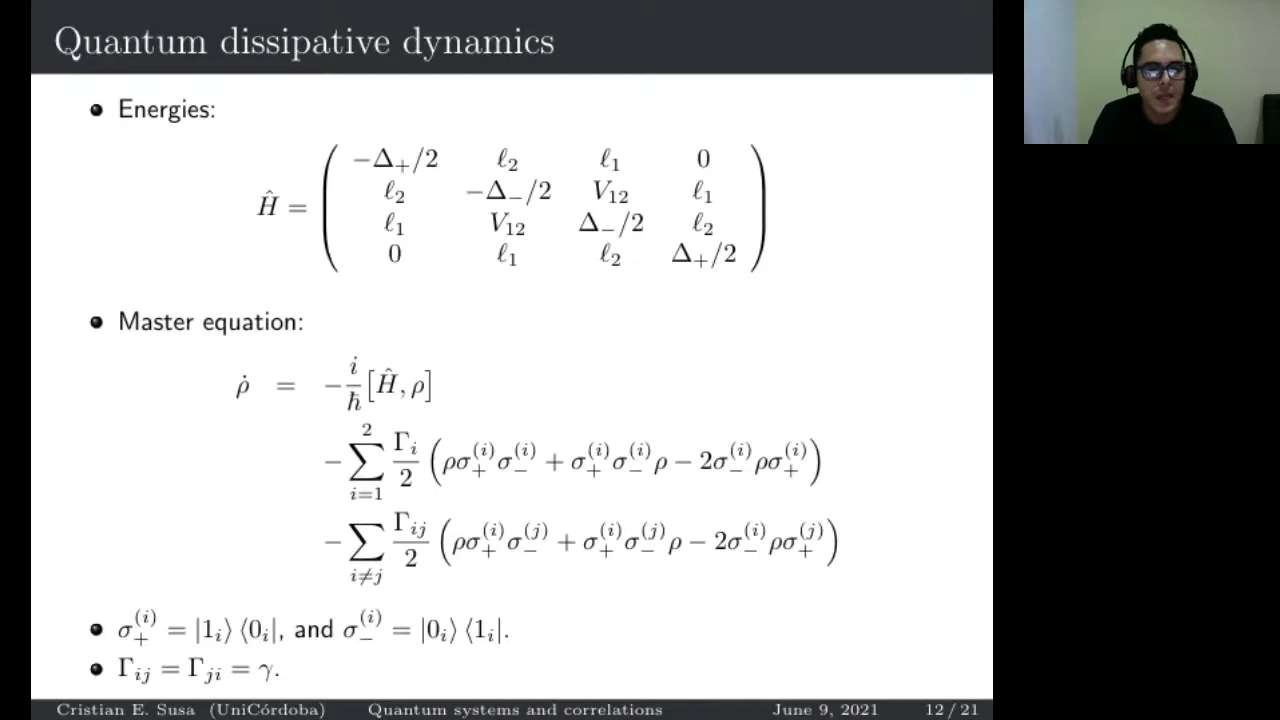 Quantum dissipative dynamics
• Energies:
Ĥ = ( −Δ₊/2 ℓ₂ ℓ₁ 0
ℓ₂ −Δ₋/2 V₁₂ ℓ₁
ℓ₁ V₁₂ Δ₋/2 ℓ₂
0 ℓ₁ ℓ₂ Δ₊/2 )
• Master equation:
ρ̇ = −i/ħ [Ĥ, ρ]
−∑_{i=1}^{2} Γ_i/2 (ρσ₊^{(i)}σ₋^{(i)} + σ₊^{(i)}σ₋^{(i)}ρ − 2σ₋^{(i)}ρσ₊^{(i)})
−∑_{i≠j} Γ_{ij}/2 (ρσ₊^{(i)}σ₋^{(j)} + σ₊^{(i)}σ₋^{(j)}ρ − 2σ₋^{(i)}ρσ₊^{(j)})
• σ₊^{(i)} = |1_i⟩ ⟨0_i|, and σ₋^{(i)} = |0_i⟩ ⟨1_i|.
• Γ_{ij} = Γ_{ji} = γ.
Cristian E. Susa (UniCórdoba) Quantum systems and correlations June 9, 2021 12 / 21